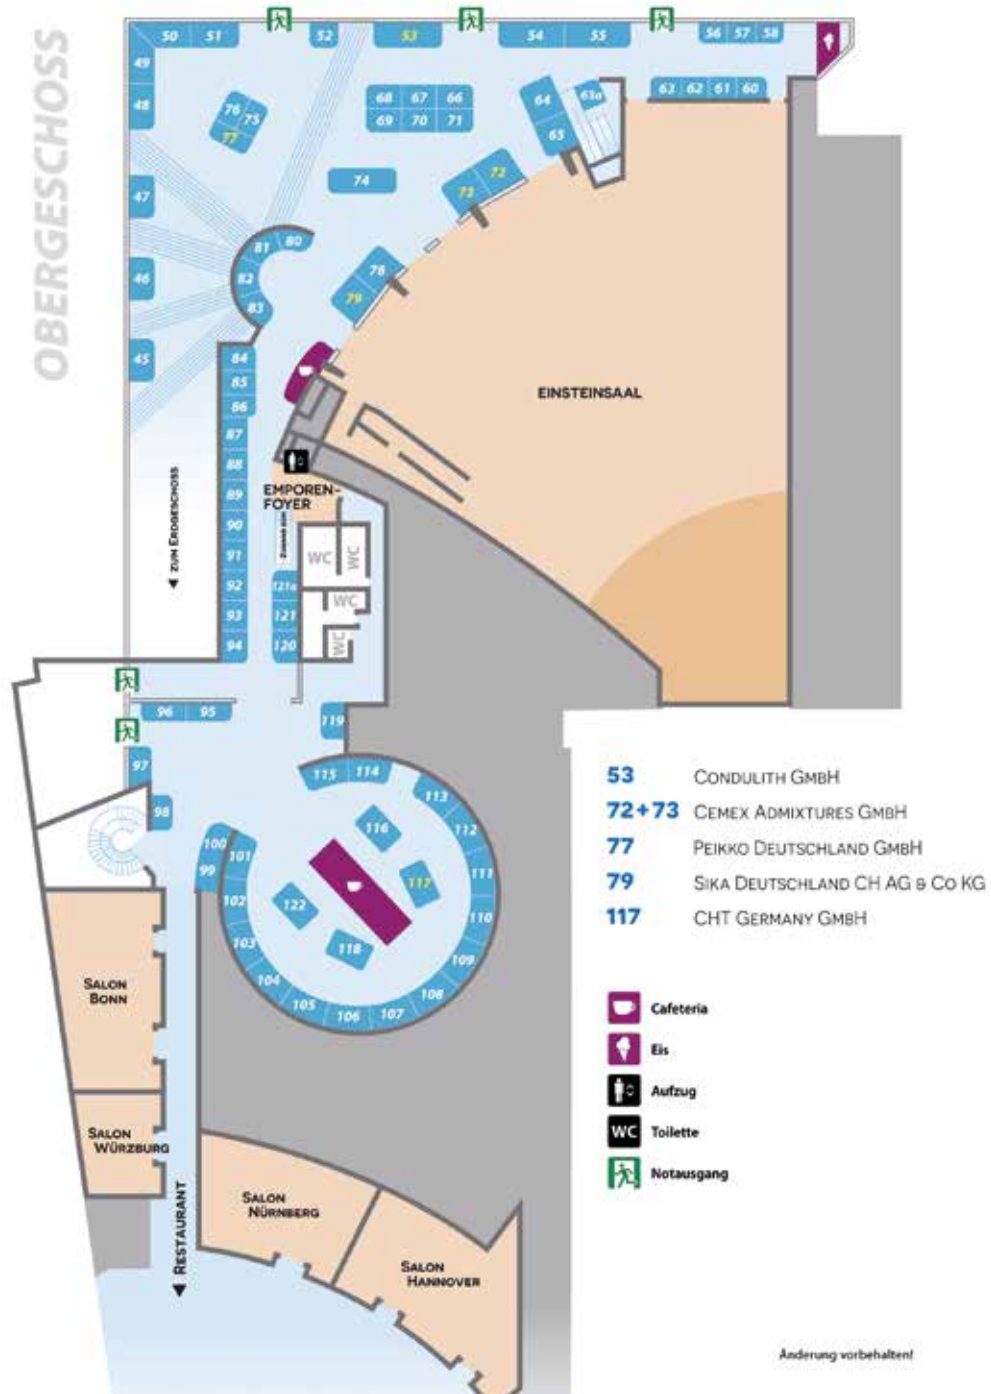 OBERGESCHOSS
50 51 52 53 54 55 56 57 58
49
48
76 75
77
68 67 66
69 70 71
64 63a
65
63 62 61 60
74
73 72
47
81 80
82
83
46
78
79
45
84
85
86
87
88
89
90
91
92
93
94
EINSTEINSAAL
EMPOREN-
FOYER
◀ ZUM ERDGESCHOSS
WC WC
WC
WC
121a
121
120
96 95
119
97
98
115 114
113
112
111
110
109
108
107
106
105
104
103
102
101
100
99
116
117
122
118
53 CONDULITH GMBH
72+73 CEMEX ADMIXTURES GMBH
77 PEIKKO DEUTSCHLAND GMBH
79 SIKA DEUTSCHLAND CH AG & CO KG
117 CHT GERMANY GMBH
SALON
BONN
SALON
WÜRZBURG
SALON
NÜRNBERG
SALON
HANNOVER
◀ RESTAURANT
Cafeteria
Eis
Aufzug
WC Toilette
Notausgang
Änderung vorbehalten!